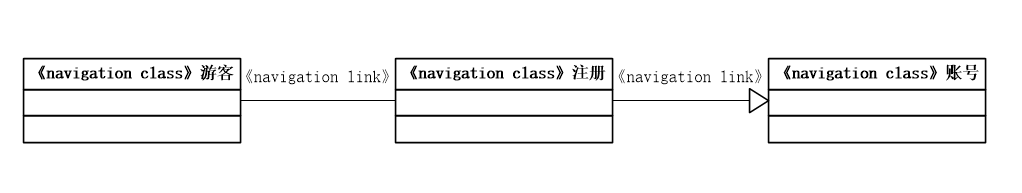 《navigation class》游客
《navigation link》
《navigation class》注册
《navigation link》
《navigation class》账号